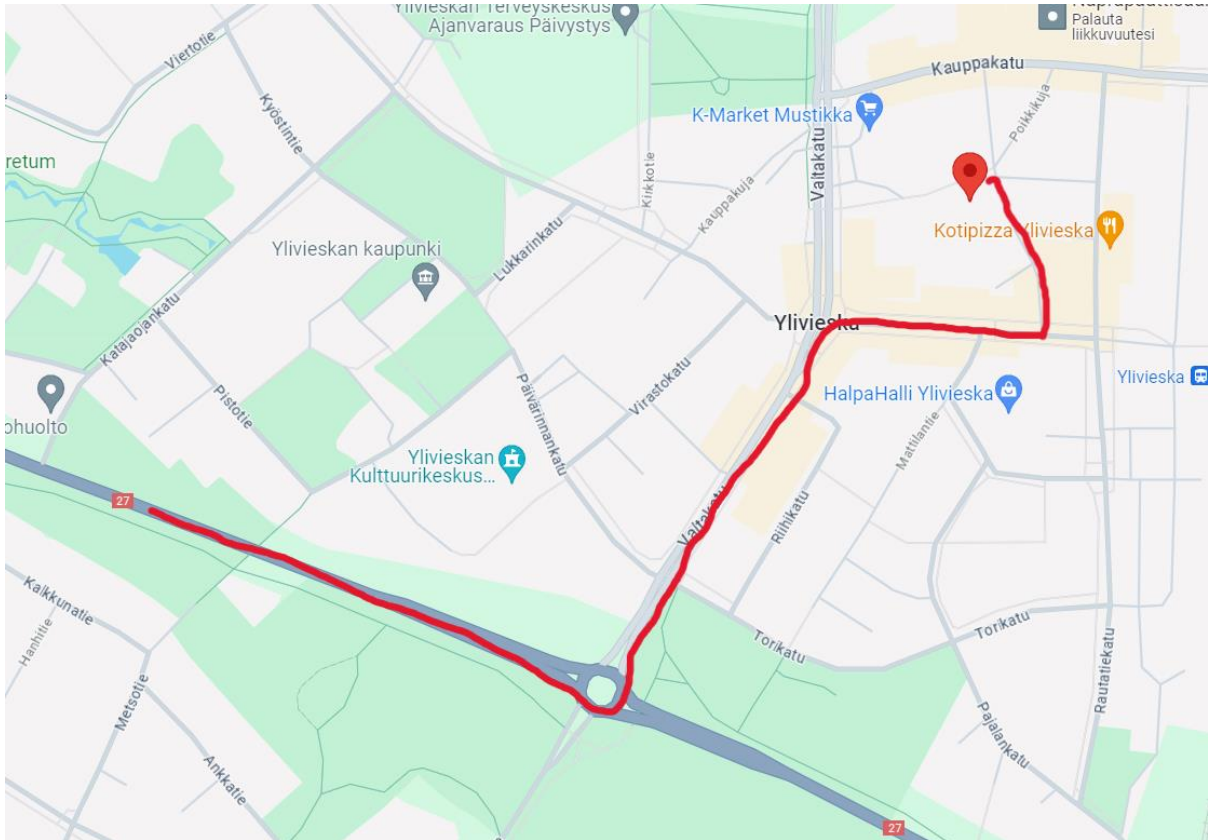 Ylivieskan Terveyskeskus
Ajanvaraus Päivystys
Palauta
liikkuvuutesi
Viertotie
Kauppakatu
Kyöstintie
K-Market Mustikka
Valtakatu
Poikkikuja
retum
Kirkkotie
Kauppakuja
Kotipizza Ylivieska
Ylivieskan kaupunki
Lukkarinkatu
Katajaojankatu
Ylivieska
Pistotie
Päivärinnankatu
Virastokatu
HalpaHalli Ylivieska
Ylivieska
ohuolto
Mattilantie
Ylivieskan
Kulttuurikeskus...
27
Valtakatu
Riihikatu
Kalkkunatie
Hanhitie
Torikatu
Torikatu
Rautatiekatu
Metsotie
Pajalankatu
Ankkatie
27